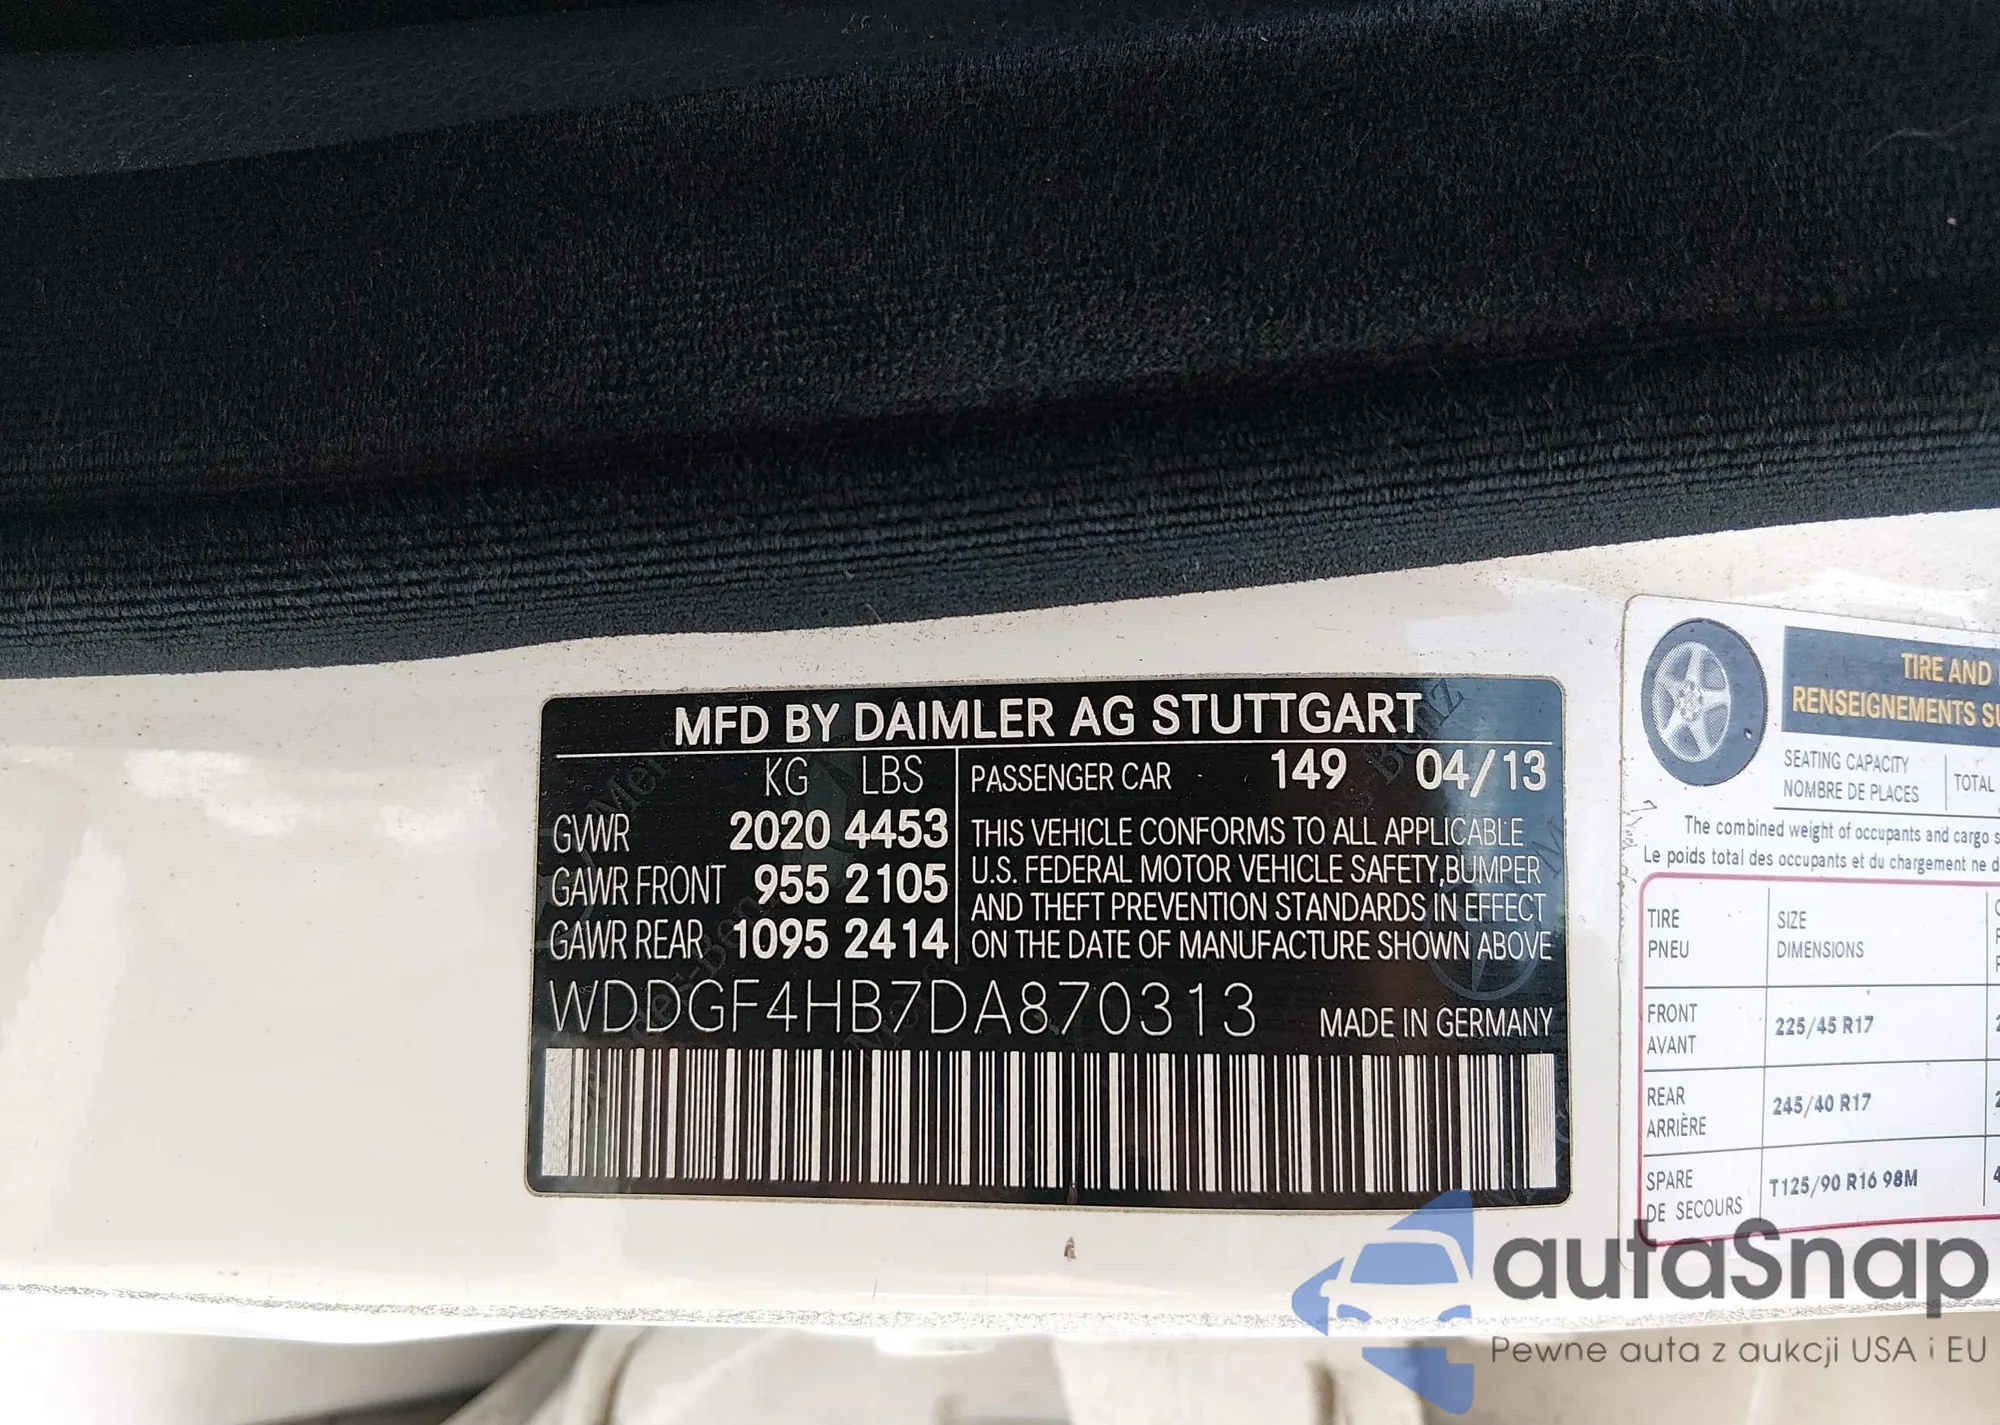 MFD BY DAIMLER AG STUTTGART
KG LBS
GVWR 2020 4453
GAWR FRONT 955 2105
GAWR REAR 1095 2414
PASSENGER CAR 149 04/13
THIS VEHICLE CONFORMS TO ALL APPLICABLE
U.S. FEDERAL MOTOR VEHICLE SAFETY, BUMPER
AND THEFT PREVENTION STANDARDS IN EFFECT
ON THE DATE OF MANUFACTURE SHOWN ABOVE
WDDGF4HB7DA870313
MADE IN GERMANY
TIRE AND
RENSEIGNEMENTS
SEATING CAPACITY
NOMBRE DE PLACES
TOTAL
The combined weight of occupants and cargo
Le poids total des occupants et du chargement ne
TIRE SIZE
PNEU DIMENSIONS
FRONT
AVANT
225/45 R17
REAR
ARRIÈRE
245/40 R17
SPARE
DE SECOURS
T125/90 R16 98M
autaSnap
Pewne auta z aukcji USA i EU